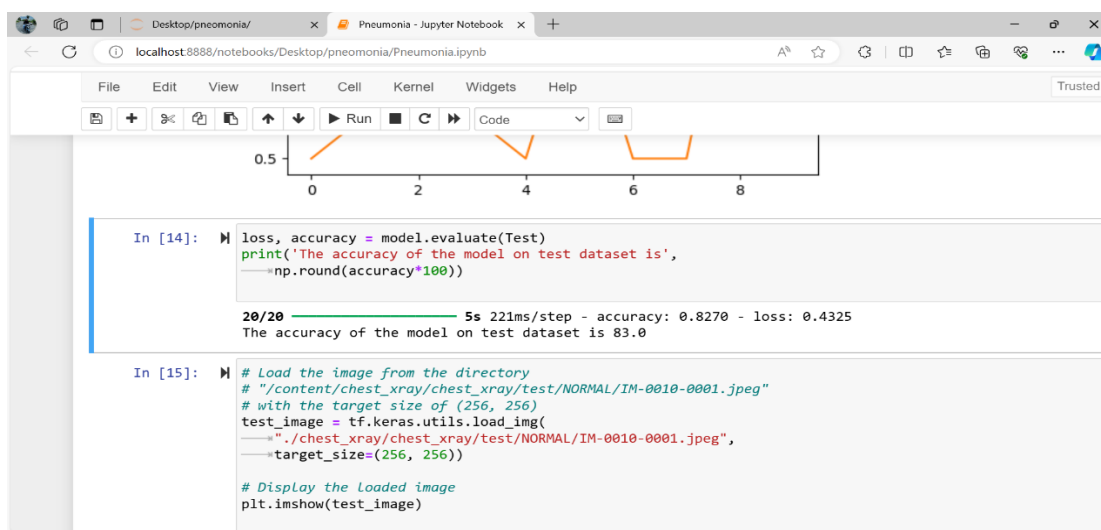 Desktop/pneomonia/
Pneumonia - Jupyter Notebook
localhost:8888/notebooks/Desktop/pneomonia/Pneumonia.ipynb
File Edit View Insert Cell Kernel Widgets Help
Trusted
Run Code
0.5
0 2 4 6 8
In [14]: loss, accuracy = model.evaluate(Test)
print('The accuracy of the model on test dataset is',
np.round(accuracy*100))
20/20 5s 221ms/step - accuracy: 0.8270 - loss: 0.4325
The accuracy of the model on test dataset is 83.0
In [15]: # Load the image from the directory
# "/content/chest_xray/chest_xray/test/NORMAL/IM-0010-0001.jpeg"
# with the target size of (256, 256)
test_image = tf.keras.utils.load_img(
"./chest_xray/chest_xray/test/NORMAL/IM-0010-0001.jpeg",
target_size=(256, 256))
# Display the loaded image
plt.imshow(test_image)